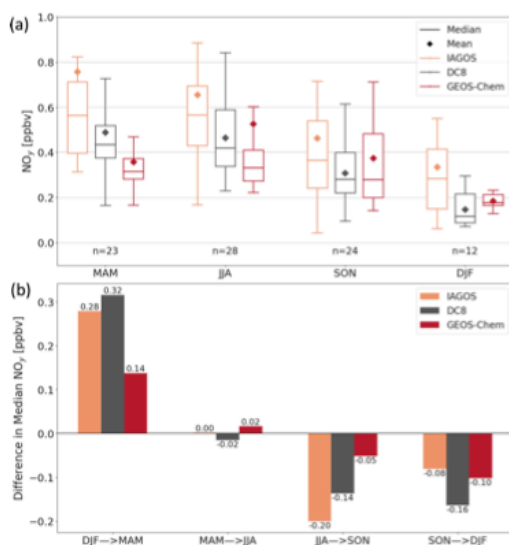 (a)
1.0
0.8
0.6
0.4
0.2
0.0
NOy [ppbv]
Median
Mean
IAGOS
DC8
GEOS-Chem
n=23
n=28
n=24
n=12
MAM
JJA
SON
DJF
(b)
0.3
0.2
0.1
0.0
−0.1
−0.2
Difference in Median NOy [ppbv]
IAGOS
DC8
GEOS-Chem
0.28
0.32
0.14
0.00
-0.02
0.02
-0.20
-0.14
-0.05
-0.08
-0.16
-0.10
DJF—>MAM
MAM—>JJA
JJA—>SON
SON—>DJF